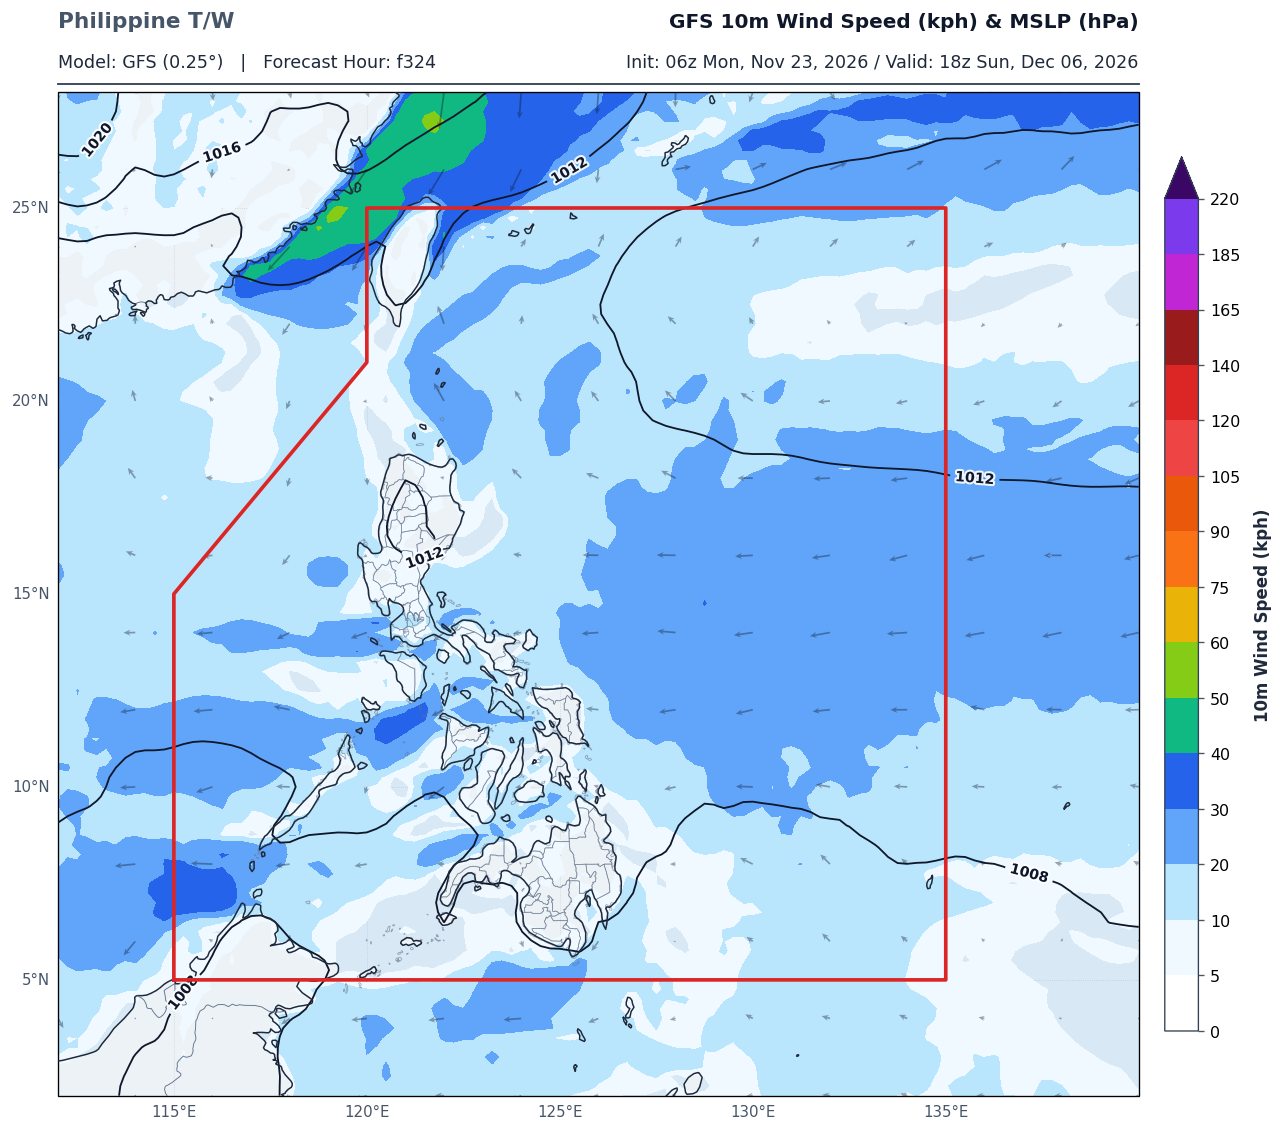 Philippine T/W
GFS 10m Wind Speed (kph) & MSLP (hPa)
Model: GFS (0.25°) | Forecast Hour: f324
Init: 06z Mon, Nov 23, 2026 / Valid: 18z Sun, Dec 06, 2026
1020
1016
1012
1012
1012
1008
1008
25°N
20°N
15°N
10°N
5°N
115°E
120°E
125°E
130°E
135°E
220
185
165
140
120
105
90
75
60
50
40
30
20
10
5
0
10m Wind Speed (kph)